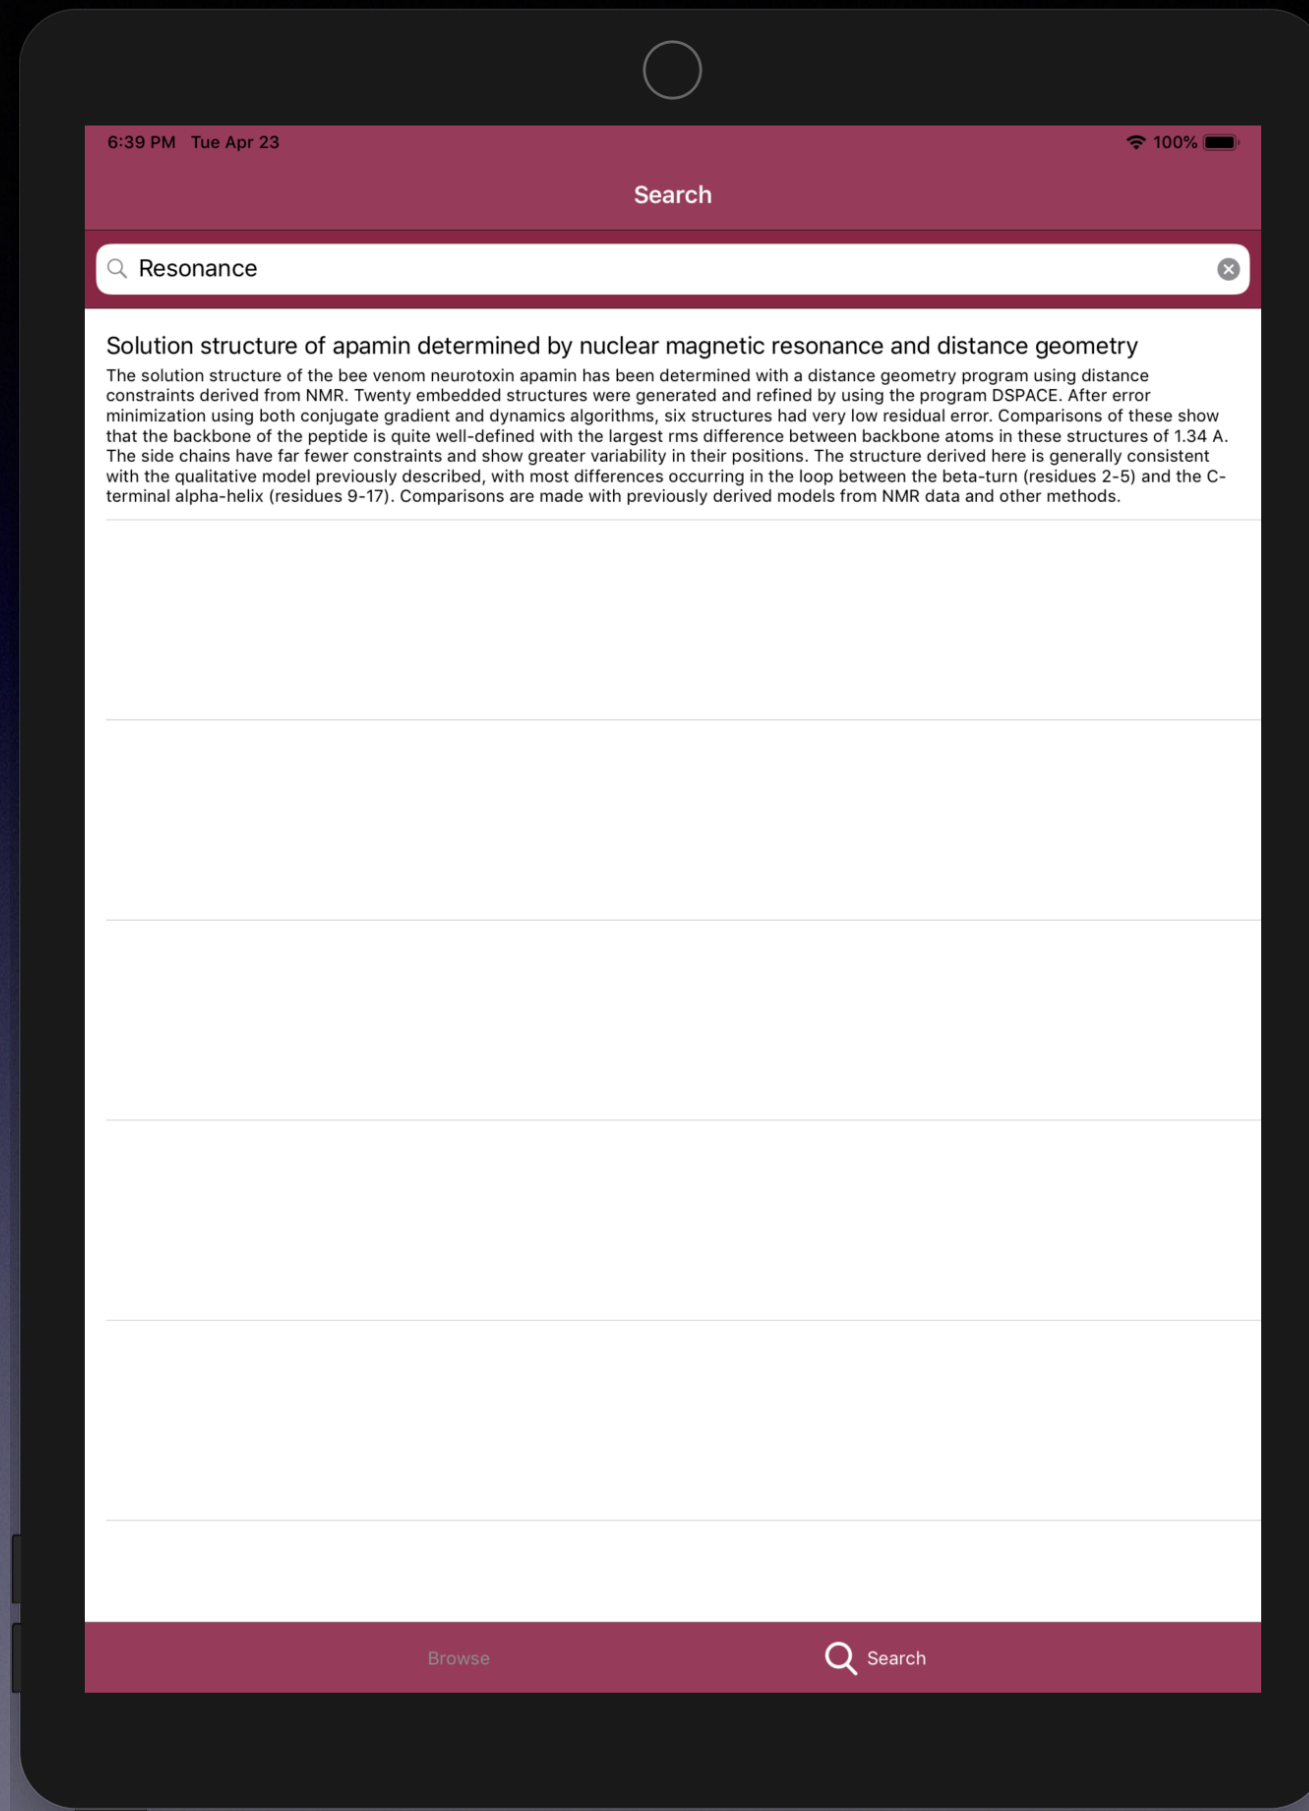 6:39 PM Tue Apr 23
100%
Search
Resonance
Solution structure of apamin determined by nuclear magnetic resonance and distance geometry
The solution structure of the bee venom neurotoxin apamin has been determined with a distance geometry program using distance
constraints derived from NMR. Twenty embedded structures were generated and refined by using the program DSPACE. After error
minimization using both conjugate gradient and dynamics algorithms, six structures had very low residual error. Comparisons of these show
that the backbone of the peptide is quite well-defined with the largest rms difference between backbone atoms in these structures of 1.34 A.
The side chains have far fewer constraints and show greater variability in their positions. The structure derived here is generally consistent
with the qualitative model previously described, with most differences occurring in the loop between the beta-turn (residues 2-5) and the C-
terminal alpha-helix (residues 9-17). Comparisons are made with previously derived models from NMR data and other methods.
Browse
Search